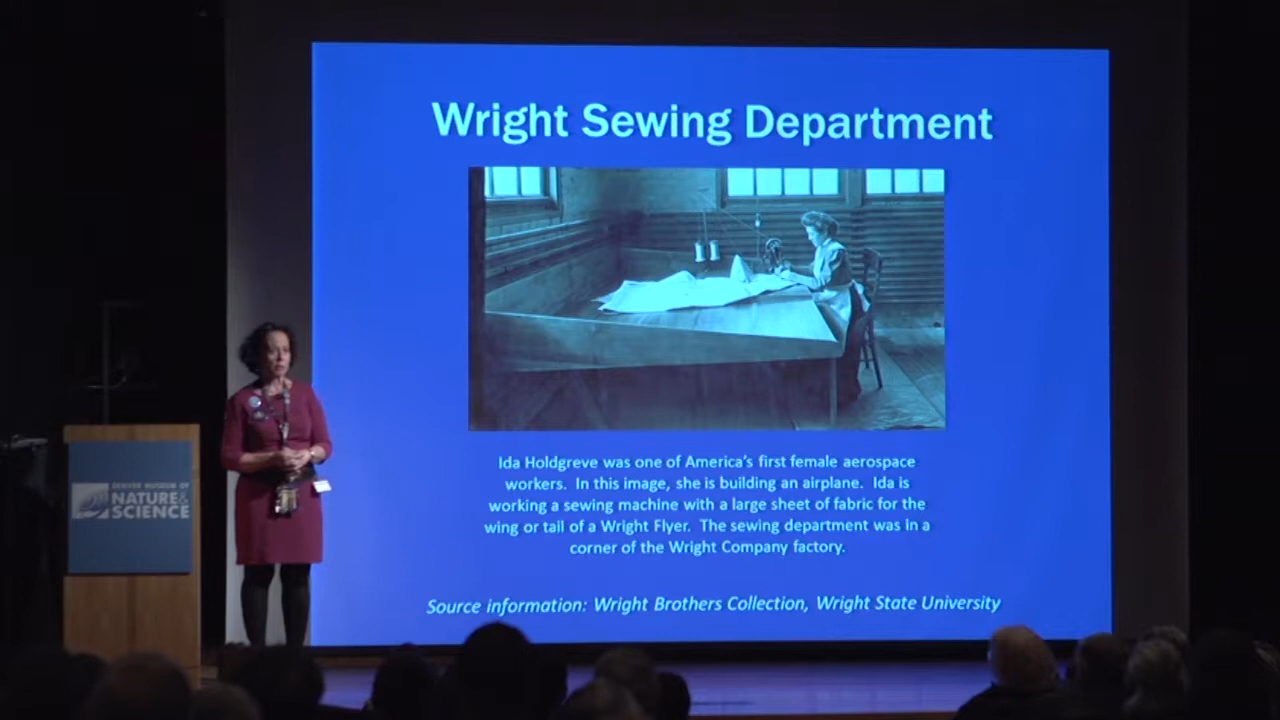 Wright Sewing Department
Ida Holdgreve was one of America's first female aerospace
workers. In this image, she is building an airplane. Ida is
working a sewing machine with a large sheet of fabric for the
wing or tail of a Wright Flyer. The sewing department was in a
corner of the Wright Company factory.
Source information: Wright Brothers Collection, Wright State University
DENVER MUSEUM OF
NATURE &
SCIENCE